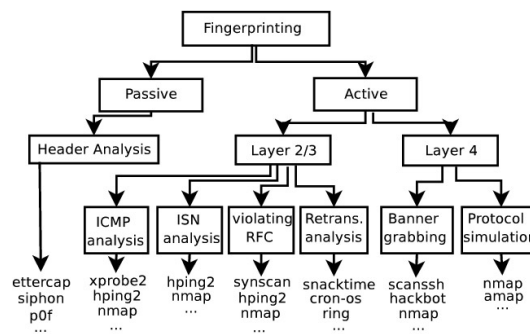 Fingerprinting
Passive
Active
Header Analysis
Layer 2/3
Layer 4
ICMP
analysis
ISN
analysis
violating
RFC
Retrans.
analysis
Banner
grabbing
Protocol
simulation
ettercap
siphon
p0f
...
xprobe2
hping2
nmap
...
hping2
nmap
...
synscan
hping2
nmap
...
snacktime
cron-os
ring
...
scanssh
hackbot
nmap
...
nmap
amap
...